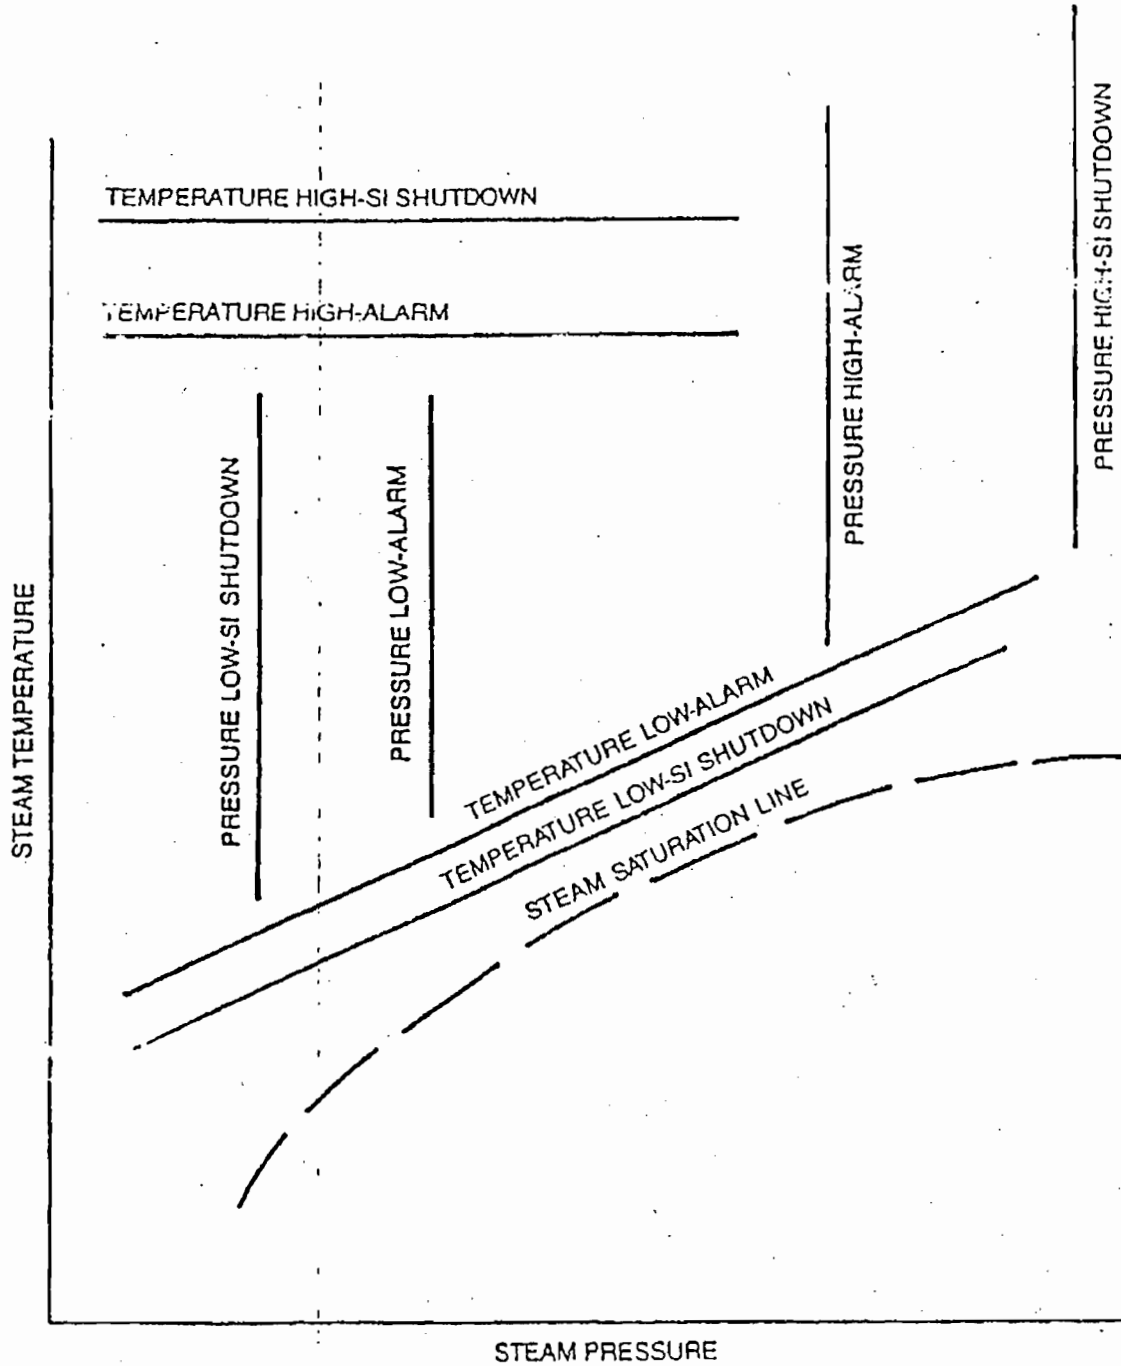 TEMPERATURE HIGH-SI SHUTDOWN
TEMPERATURE HIGH-ALARM
PRESSURE LOW-SI SHUTDOWN
PRESSURE LOW-ALARM
PRESSURE HIGH-ALARM
PRESSURE HIGH-SI SHUTDOWN
STEAM TEMPERATURE
TEMPERATURE LOW-ALARM
TEMPERATURE LOW-SI SHUTDOWN
STEAM SATURATION LINE
STEAM PRESSURE